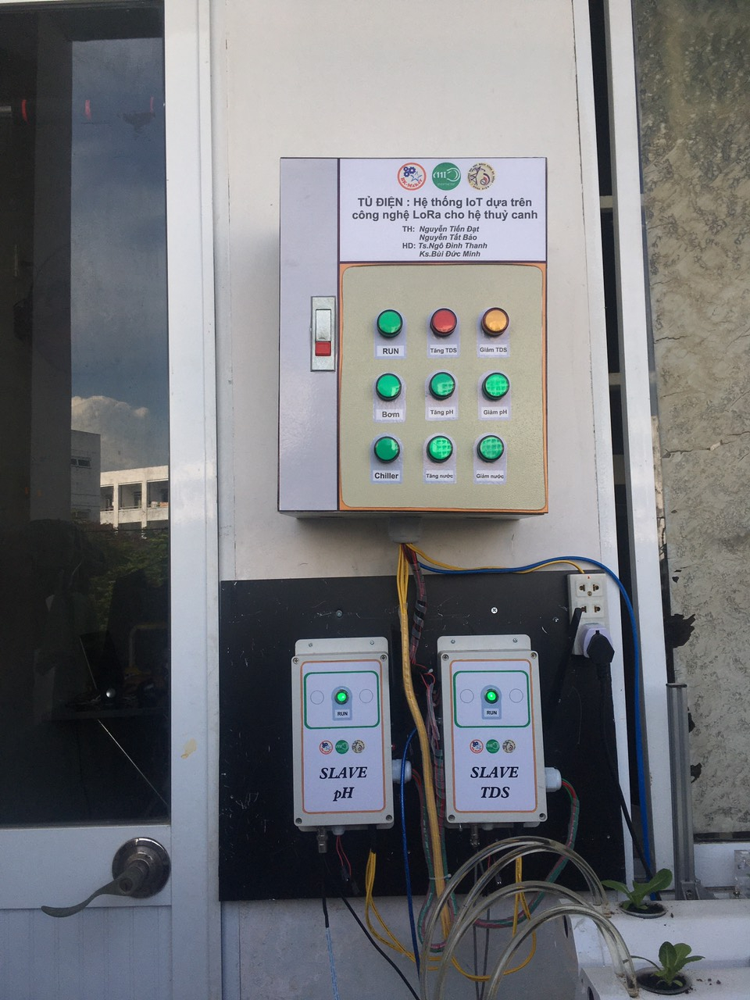 BK-MAKER
TỦ ĐIỆN : Hệ thống IoT dựa trên
công nghệ LoRa cho hệ thuỷ canh
TH: Nguyễn Tiến Đạt
Nguyễn Tất Bảo
HD: Ts.Ngô Đình Thanh
Ks.Bùi Đức Minh
RUN
Tăng TDS
Giảm TDS
Bơm
Tăng pH
Giảm pH
Chiller
Tăng nước
Giảm nước
RUN
SLAVE
pH
RUN
SLAVE
TDS